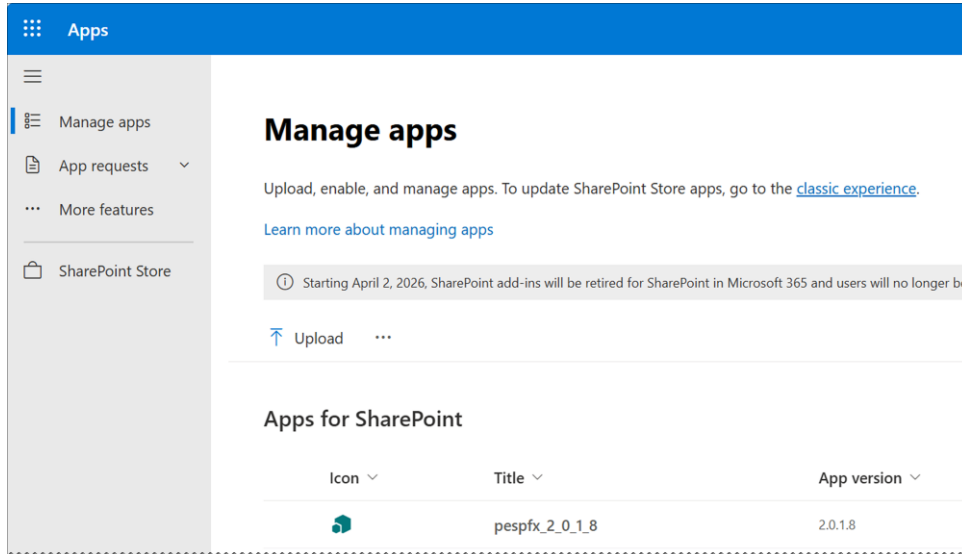 Apps
Manage apps
App requests
More features
SharePoint Store
Manage apps
Upload, enable, and manage apps. To update SharePoint Store apps, go to the classic experience.
Learn more about managing apps
Starting April 2, 2026, SharePoint add-ins will be retired for SharePoint in Microsoft 365 and users will no longer
Upload
Apps for SharePoint
Icon Title App version
pespfx_2_0_1_8 2.0.1.8